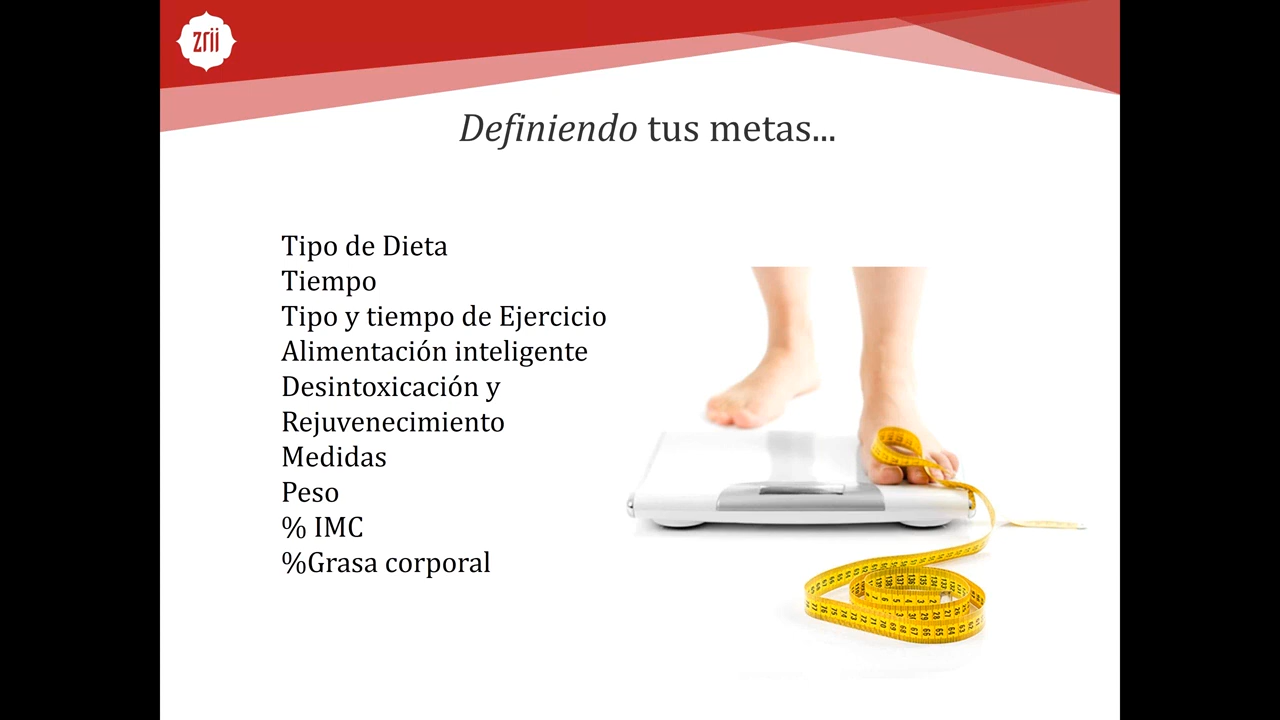 zrii
Definiendo tus metas...
Tipo de Dieta
Tiempo
Tipo y tiempo de Ejercicio
Alimentación inteligente
Desintoxicación y
Rejuvenecimiento
Medidas
Peso
% IMC
%Grasa corporal